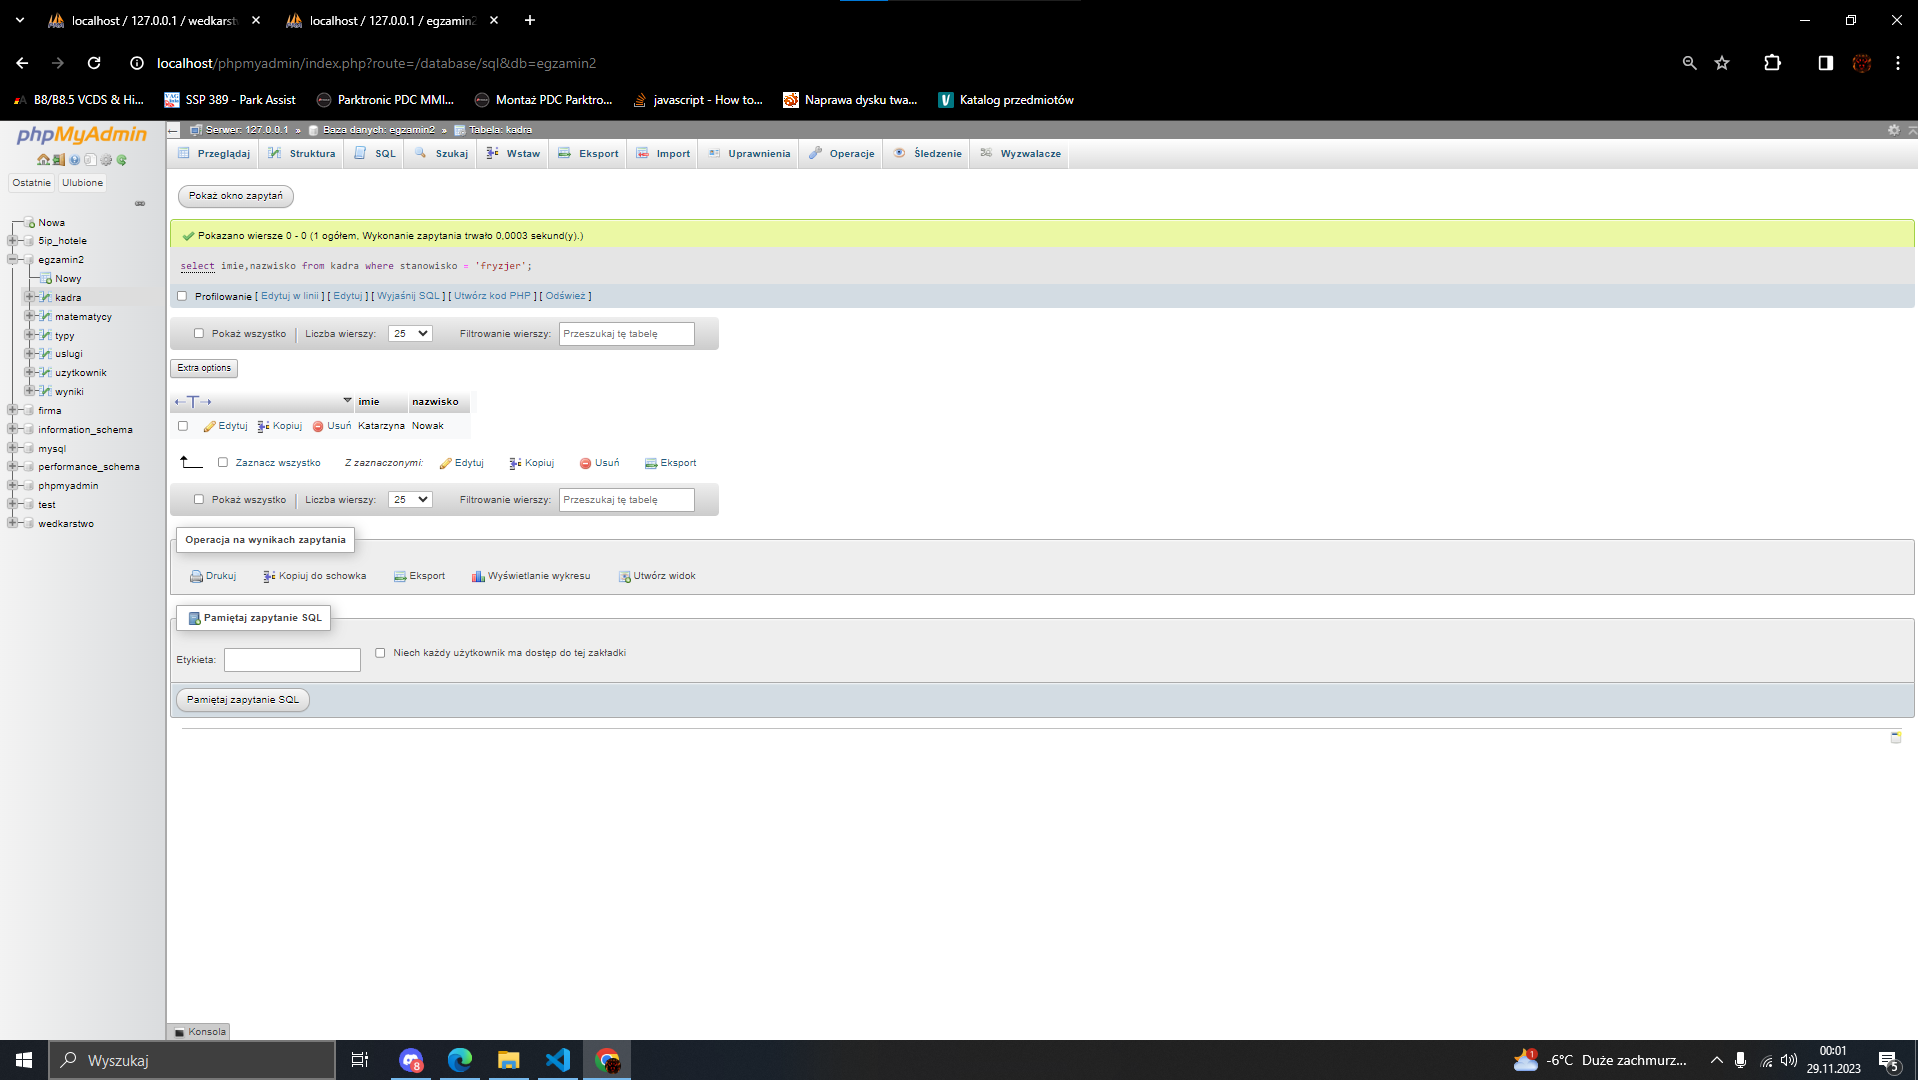 localhost / 127.0.0.1 / wedkarst
localhost / 127.0.0.1 / egzamin2
localhost/phpmyadmin/index.php?route=/database/sql&db=egzamin2
B8/B8.5 VCDS & Hi...
SSP 389 - Park Assist
Parktronic PDC MMI...
Montaż PDC Parktro...
javascript - How to...
Naprawa dysku twa...
Katalog przedmiotów
phpMyAdmin
Ostatnie
Ulubione
Nowa
5ip_hotele
egzamin2
Nowy
kadra
matematycy
typy
uslugi
uzytkownik
wyniki
firma
information_schema
mysql
performance_schema
phpmyadmin
test
wedkarstwo
Serwer: 127.0.0.1 » Baza danych: egzamin2 » Tabela: kadra
Przeglądaj
Struktura
SQL
Szukaj
Wstaw
Eksport
Import
Uprawnienia
Operacje
Śledzenie
Wyzwalacze
Pokaż okno zapytań
Pokazano wiersze 0 - 0 (1 ogółem, Wykonanie zapytania trwało 0,0003 sekund(y).)
select imie,nazwisko from kadra where stanowisko = 'fryzjer';
Profilowanie [ Edytuj w linii ] [ Edytuj ] [ Wyjaśnij SQL ] [ Utwórz kod PHP ] [ Odśwież ]
Pokaż wszystko
Liczba wierszy:
25
Filtrowanie wierszy:
Przeszukaj tę tabelę
Extra options
imie
nazwisko
Edytuj
Kopiuj
Usuń
Katarzyna
Nowak
Zaznacz wszystko
Z zaznaczonymi:
Edytuj
Kopiuj
Usuń
Eksport
Pokaż wszystko
Liczba wierszy:
25
Filtrowanie wierszy:
Przeszukaj tę tabelę
Operacja na wynikach zapytania
Drukuj
Kopiuj do schowka
Eksport
Wyświetlanie wykresu
Utwórz widok
Pamiętaj zapytanie SQL
Etykieta:
Niech każdy użytkownik ma dostęp do tej zakładki
Pamiętaj zapytanie SQL
Konsola
Wyszukaj
8
1
-6°C Duże zachmurz...
00:01
29.11.2023
5